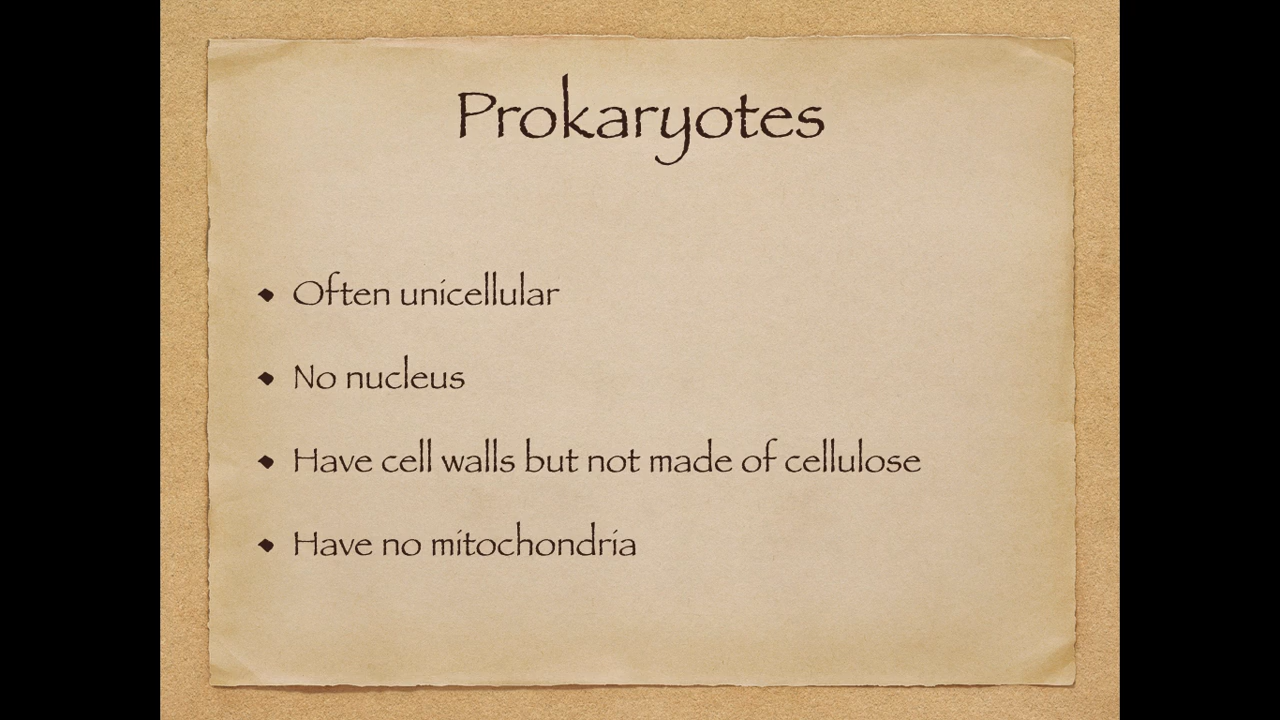 Prokaryotes
• Often unicellular
• No nucleus
• Have cell walls but not made of cellulose
• Have no mitochondria